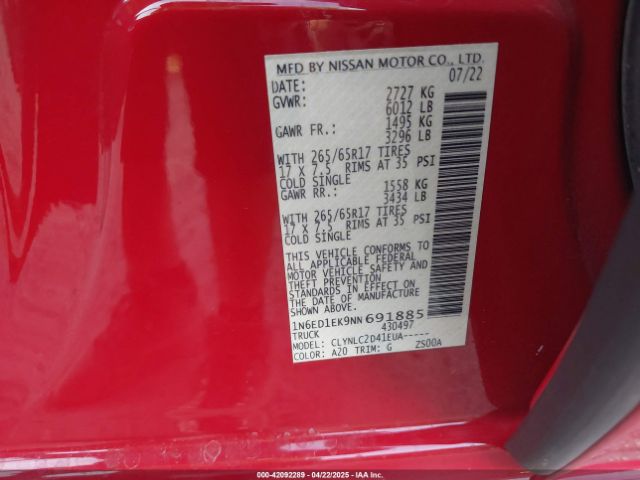 MFD BY NISSAN MOTOR CO., LTD.
DATE: 07/22
GVWR: 2727 KG
6012 LB
GAWR FR.: 1495 KG
3296 LB
WITH 265/65R17 TIRES
17 X 7.5 RIMS AT 35 PSI
COLD SINGLE
GAWR RR.: 1558 KG
3434 LB
WITH 265/65R17 TIRES
17 X 7.5 RIMS AT 35 PSI
COLD SINGLE
THIS VEHICLE CONFORMS TO
ALL APPLICABLE FEDERAL
MOTOR VEHICLE SAFETY AND
THEFT PREVENTION
STANDARDS IN EFFECT ON
THE DATE OF MANUFACTURE
SHOWN ABOVE.
1N6ED1EK9NN691885
TRUCK 430497
MODEL: CLYNLC2D41EUA-----
COLOR: A20 TRIM: G ZS00A
000-42092289 - 04/22/2025 - IAAI.COM